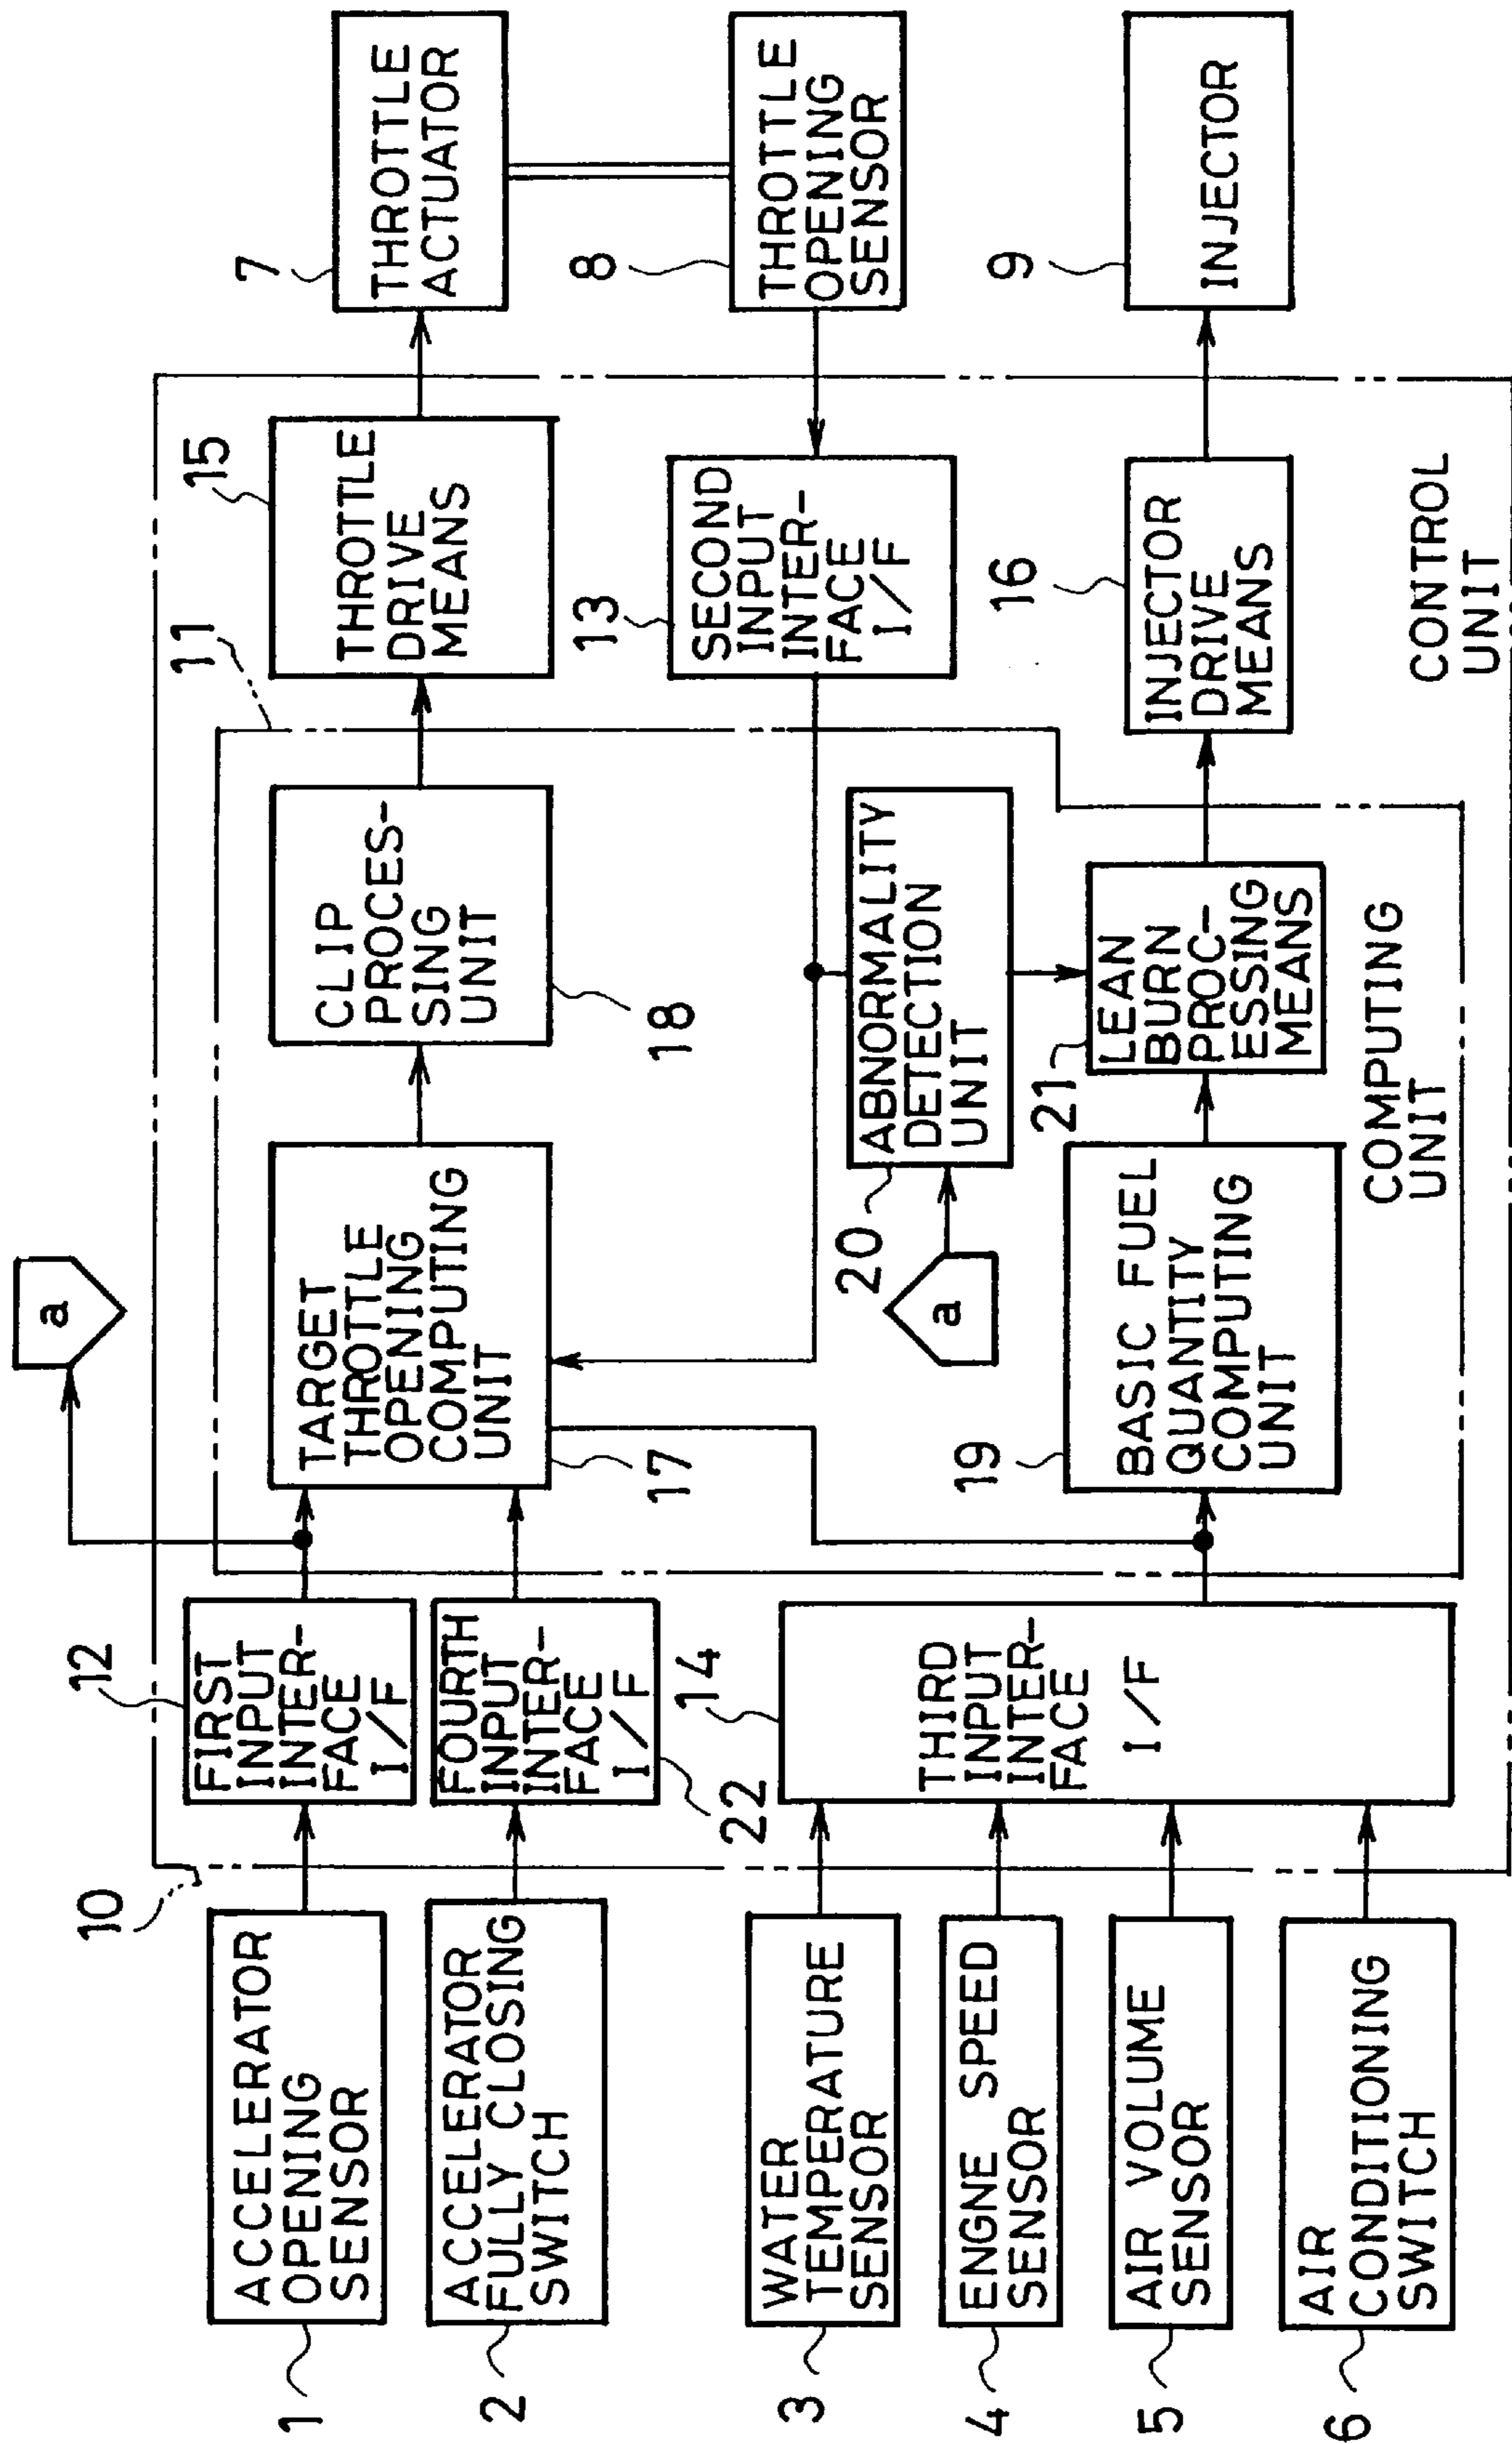 1
ACCELERATOR
OPENING
SENSOR
2
ACCELERATOR
FULLY CLOSING
SWITCH
3
WATER
TEMPERATURE
SENSOR
4
ENGNE SPEED
SENSOR
5
AIR VOLUME
SENSOR
6
AIR
CONDITIONING
SWITCH
10
12
FIRST
INPUT
INTER-
FACE
I/F
FOURTH
INPUT
INTER-
FACE
I/F
22
14
THIRD
INPUT
INTER-
FACE
I/F
a
TARGET
THROTTLE
OPENING
COMPUTING
UNIT
17
CLIP
PROCES-
SING
UNIT
18
11
15
THROTTLE
DRIVE
MEANS
7
THROTTLE
ACTUATOR
8
THROTTLE
OPENING
SENSOR
13
SECOND
INPUT
INTER-
FACE
I/F
20
ABNORMALITY
DETECTION
UNIT
a
19
BASIC FUEL
QUANTITY
COMPUTING
UNIT
21
LEAN
BURN
PROC-
ESSING
MEANS
16
INJECTOR
DRIVE
MEANS
9
INJECTOR
COMPUTING
UNIT
CONTROL
UNIT